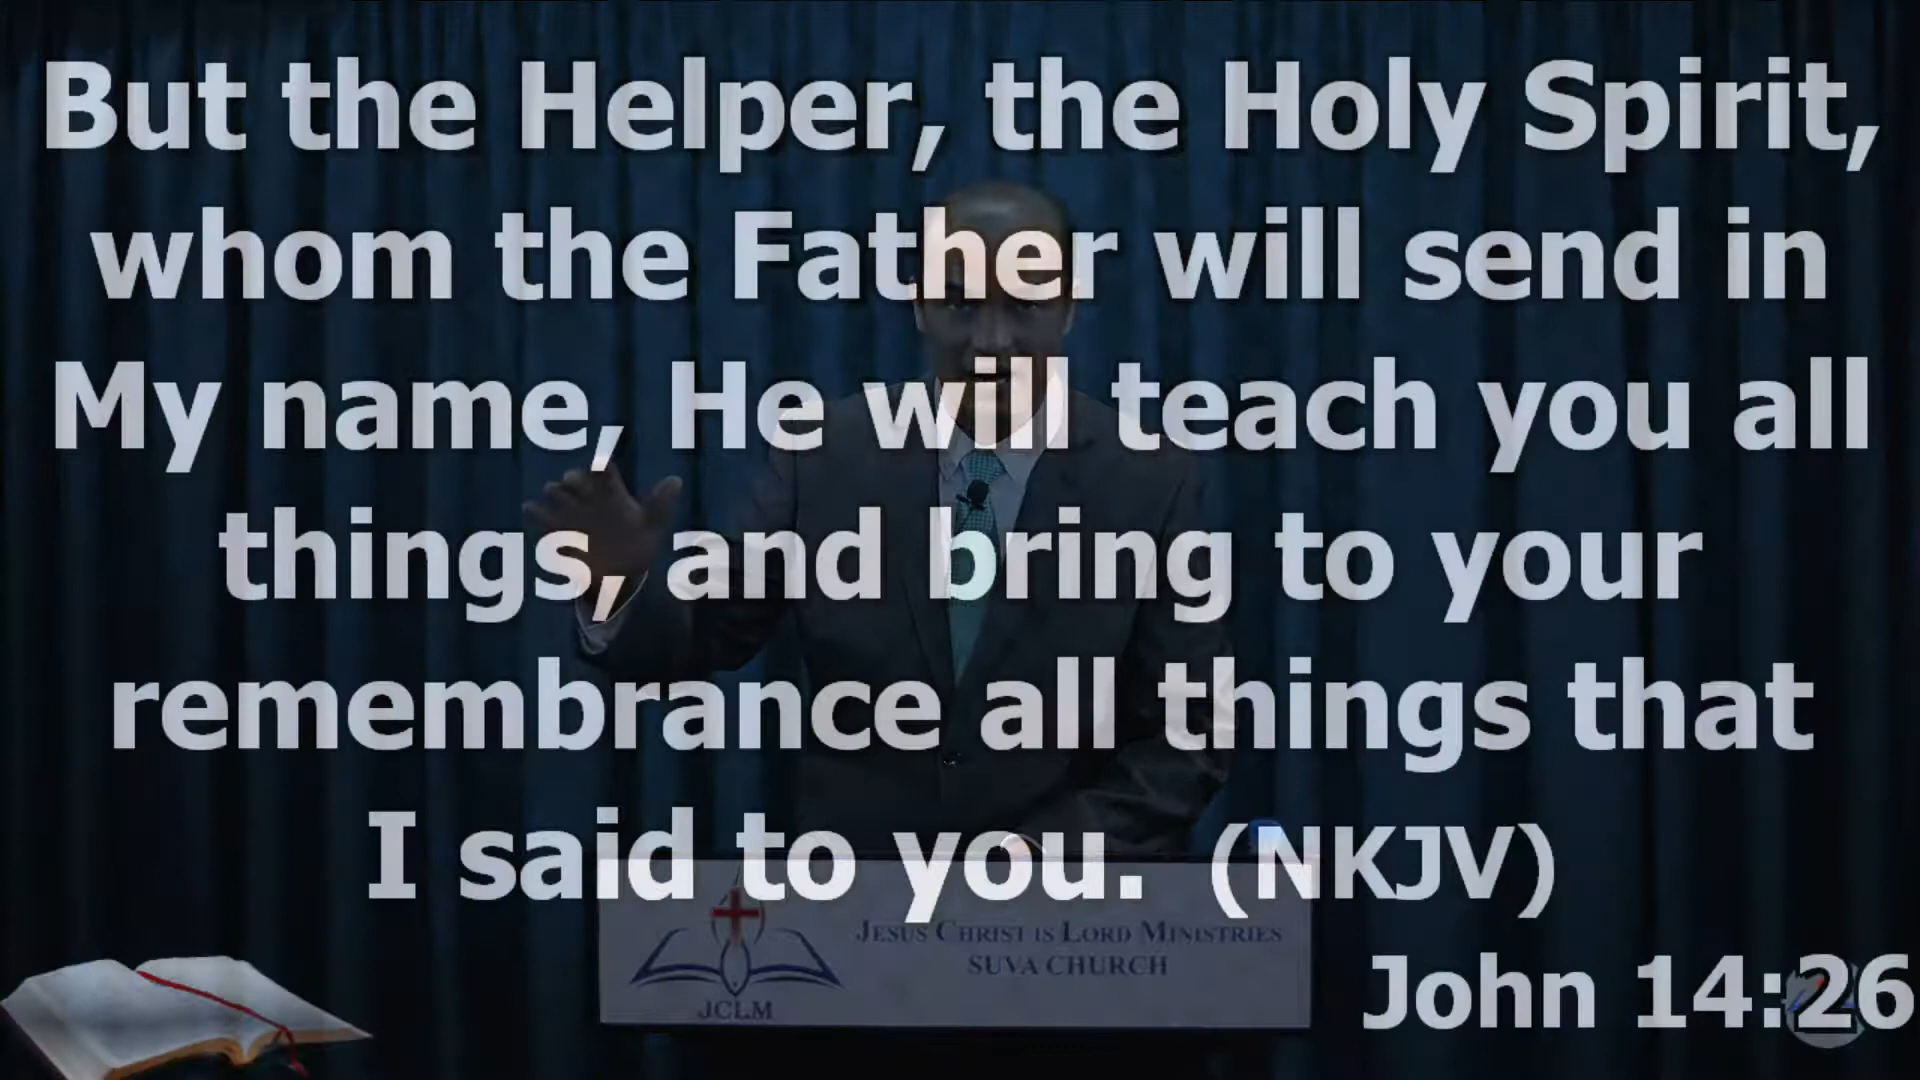 But the Helper, the Holy Spirit,
whom the Father will send in
My name, He will teach you all
things, and bring to your
remembrance all things that
I said to you. (NKJV)
JESUS CHRIST IS LORD MINISTRIES
SUVA CHURCH
JCLM
John 14:26